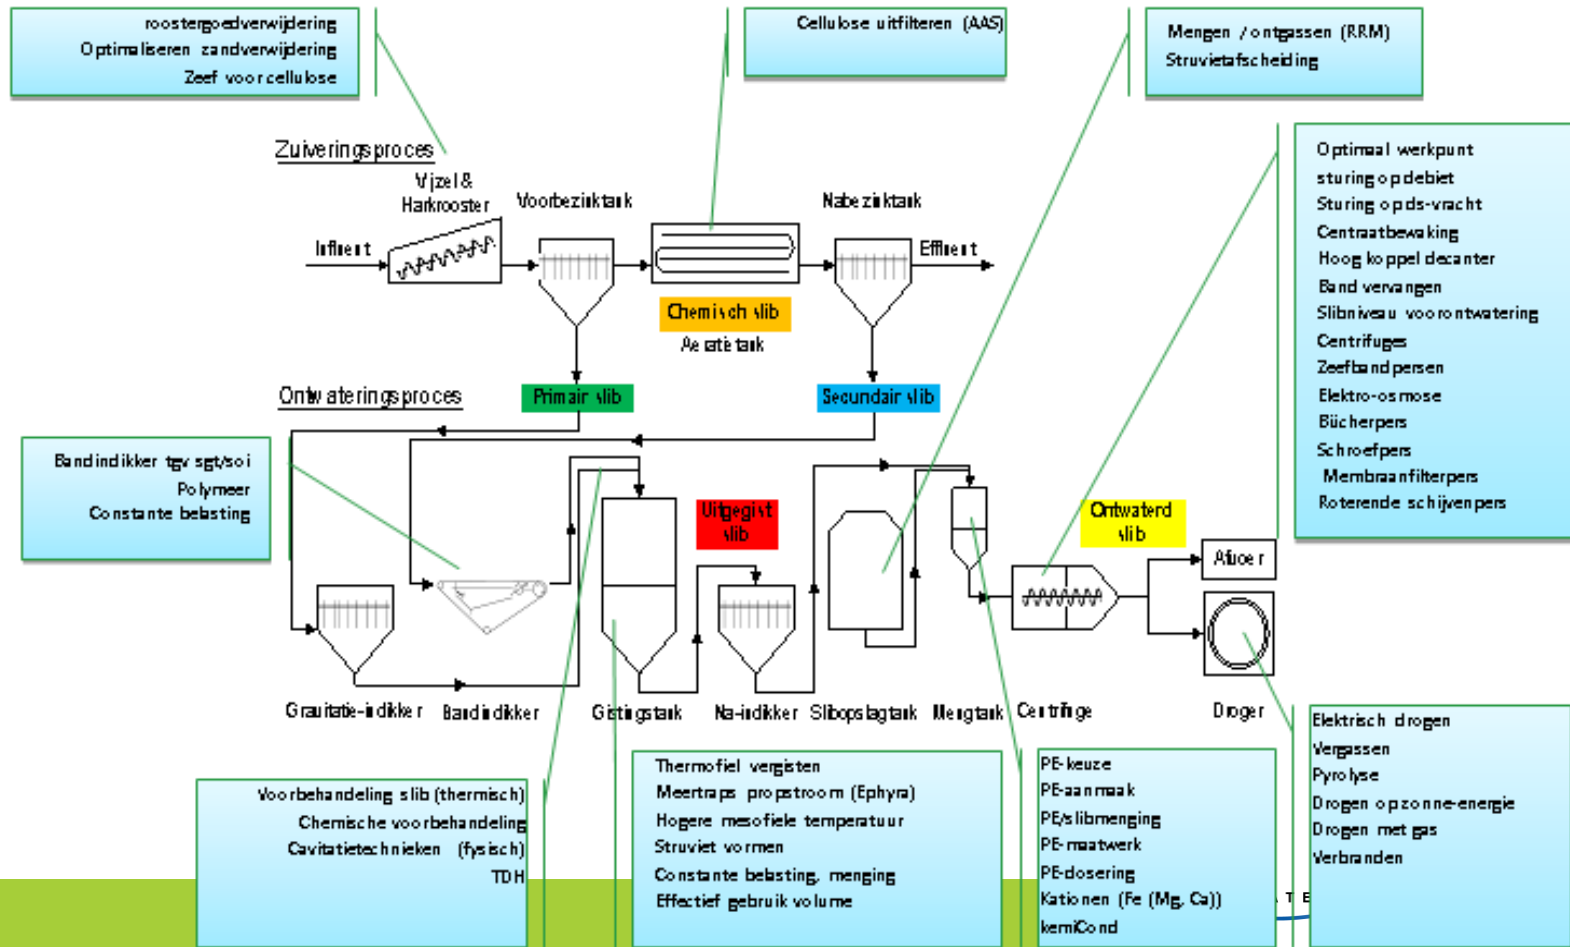 roostergoedverwijdering
Optimaliseren zandverwijdering
Zeef voor cellulose
Cellulose uitfilteren (AAS)
Mengen / ontgassen (RRM)
Struvietafscheiding
Zuiveringsproces
Vijzel &
Harkrooster
Voorbezinktank
Nabezinktank
Influent
Effluent
Chemisch slib
Aeratietank
Optimaal werkpunt
sturing op debiet
Sturing op ds-vracht
Centraatbewaking
Hoog koppel decanter
Band vervangen
Slibniveau voorontwatering
Centrifuges
Zeefbandpersen
Elektro-osmose
Bücherpers
Schroefpers
Membraanfilterpers
Roterende schijvenpers
Ontwateringsproces
Primair slib
Secundair slib
Bandindikker tgv sgt/soi
Polymeer
Constante belasting
Uitgegist
slib
Ontwaterd
slib
Afvoer
Gravitatie-indikker
Bandindikker
Gistingstank
Na-indikker
Slibopslagtank
Mengtank
Centrifuge
Droger
Voorbehandeling slib (thermisch)
Chemische voorbehandeling
Cavitatietechnieken (fysisch)
TDH
Thermofiel vergisten
Meertraps propstroom (Ephyra)
Hogere mesofiele temperatuur
Struviet vormen
Constante belasting, menging
Effectief gebruik volume
PE-keuze
PE-aanmaak
PE/slibmenging
PE-maatwerk
PE-dosering
Kationen (Fe (Mg, Ca))
kemiCond
Elektrisch drogen
Vergassen
Pyrolyse
Drogen op zonne-energie
Drogen met gas
Verbranden